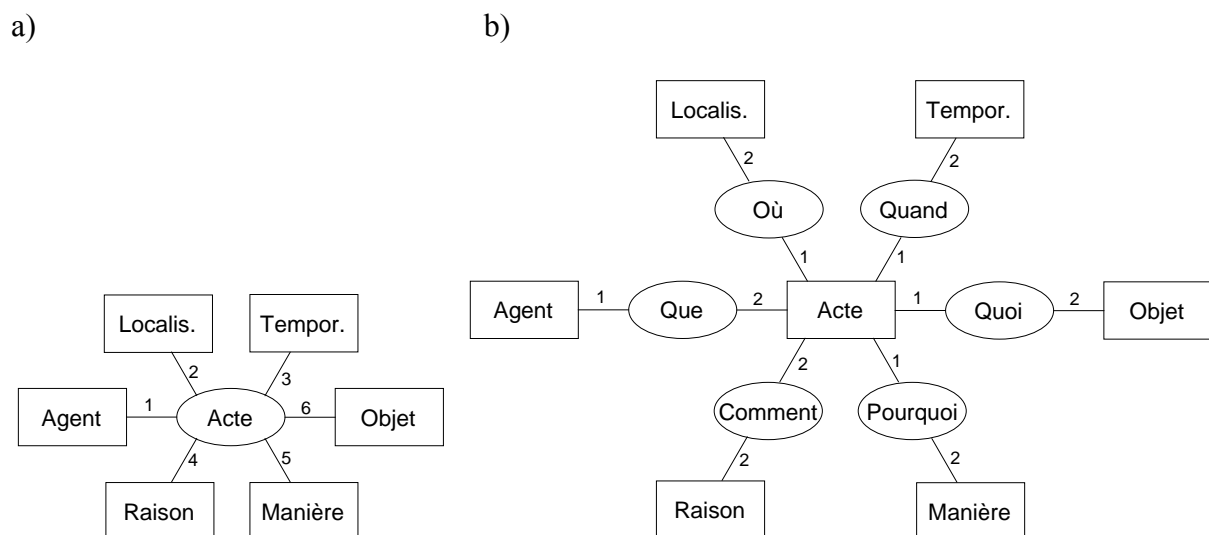 a)
b)
Localis.
Tempor.
2
3
Agent
1
Acte
6
Objet
4
5
Raison
Manière
Localis.
Tempor.
2
2
Où
Quand
1
1
Agent
1
Que
2
Acte
1
Quoi
2
Objet
2
1
Comment
Pourquoi
2
2
Raison
Manière